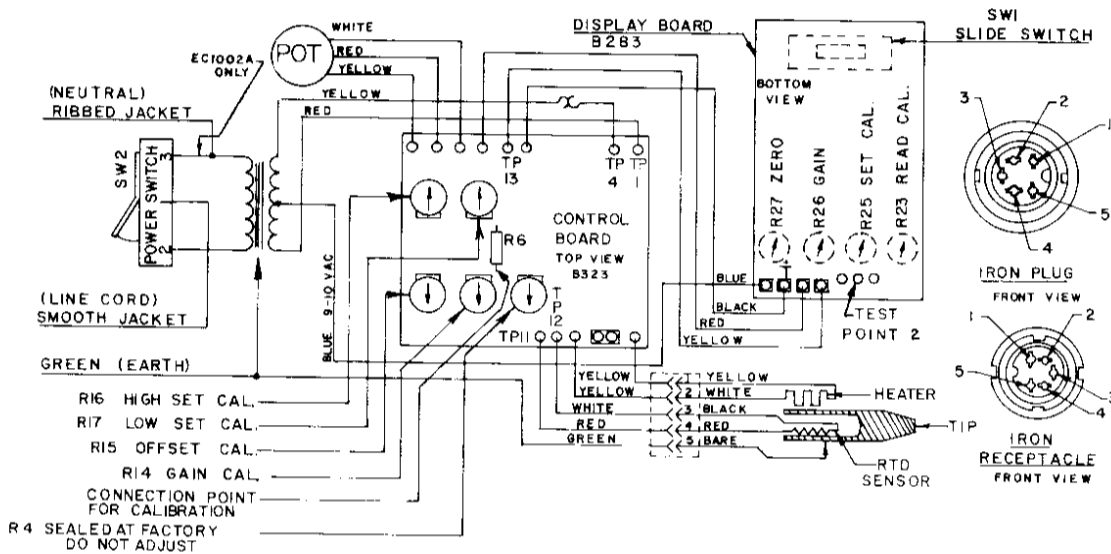 POT
WHITE
RED
YELLOW
EC1002A
ONLY
YELLOW
RED
(NEUTRAL)
RIBBED JACKET
SW2
POWER SWITCH
3
2
(LINE CORD)
SMOOTH JACKET
GREEN (EARTH)
BLUE 9-10 VAC
TP
13
TP
4
TP
1
R6
CONTROL
BOARD
TOP VIEW
B323
TP
12
TP11
DISPLAY BOARD
B283
SW1
SLIDE SWITCH
BOTTOM
VIEW
R27 ZERO
R26 GAIN
R25 SET CAL.
R23 READ CAL.
BLUE
BLACK
RED
YELLOW
TEST
POINT 2
3
2
1
5
4
IRON PLUG
FRONT VIEW
1
2
5
3
4
IRON
RECEPTACLE
FRONT VIEW
R16 HIGH SET CAL.
R17 LOW SET CAL.
R15 OFFSET CAL.
R14 GAIN CAL.
CONNECTION POINT
FOR CALIBRATION
R4 SEALED AT FACTORY
DO NOT ADJUST
YELLOW 1 YELLOW
YELLOW 2 WHITE
WHITE 3 BLACK
RED 4 RED
GREEN 5 BARE
HEATER
TIP
RTD
SENSOR